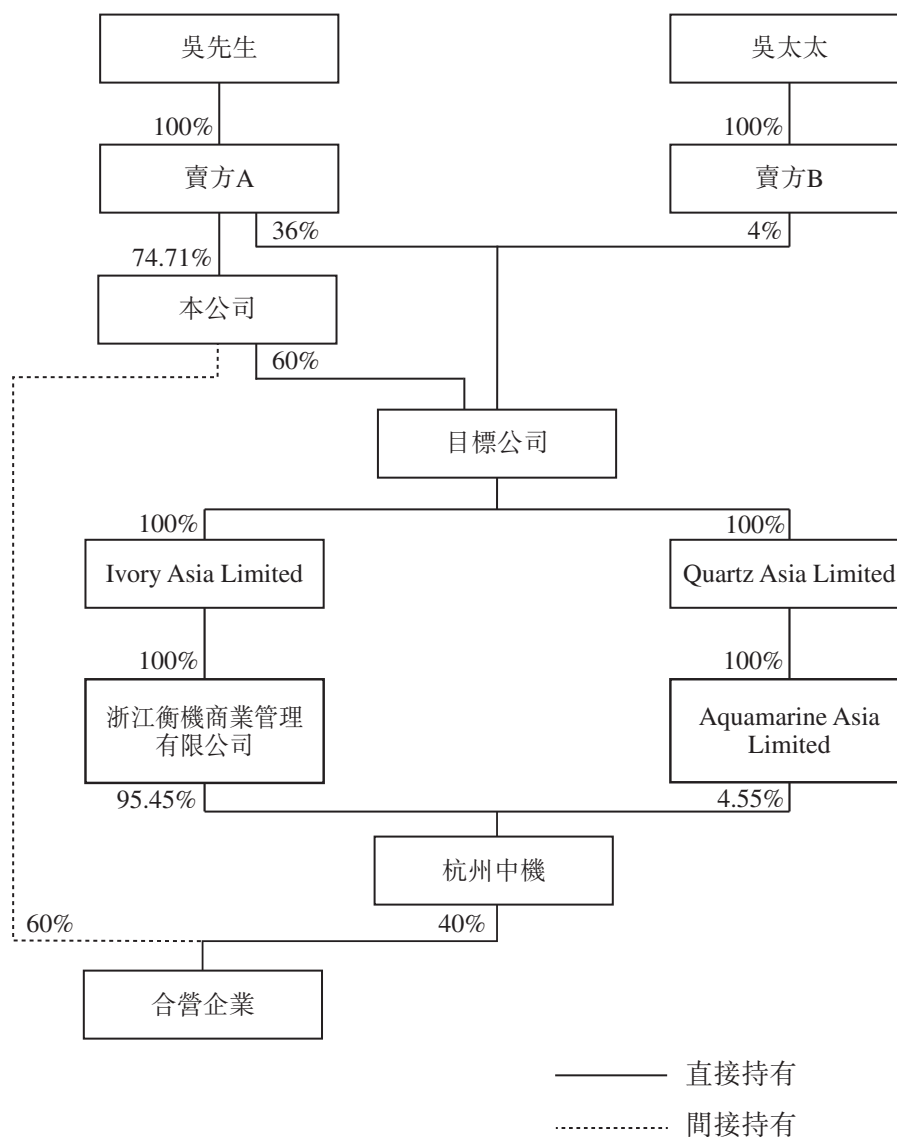 吳先生
吳太太
100%
100%
賣方A
賣方B
36%
4%
74.71%
本公司
60%
目標公司
100%
100%
Ivory Asia Limited
Quartz Asia Limited
100%
100%
浙江衡機商業管理
有限公司
Aquamarine Asia
Limited
95.45%
4.55%
杭州中機
60%
40%
合營企業
直接持有
間接持有